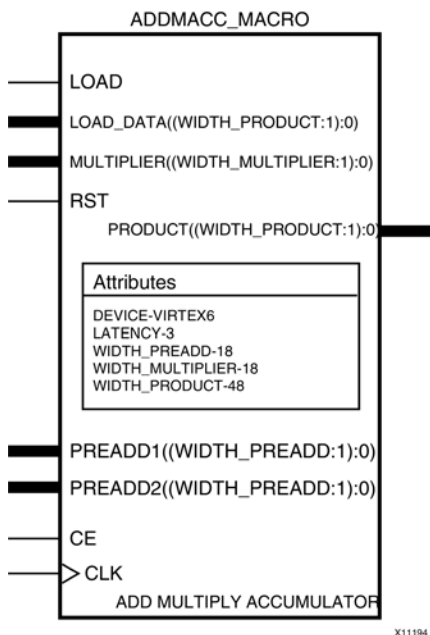 ADDMACC_MACRO
LOAD
LOAD_DATA((WIDTH_PRODUCT:1):0)
MULTIPLIER((WIDTH_MULTIPLIER:1):0)
RST
PRODUCT((WIDTH_PRODUCT:1):0)
Attributes
DEVICE-VIRTEX6
LATENCY-3
WIDTH_PREADD-18
WIDTH_MULTIPLIER-18
WIDTH_PRODUCT-48
PREADD1((WIDTH_PREADD:1):0)
PREADD2((WIDTH_PREADD:1):0)
CE
CLK
ADD MULTIPLY ACCUMULATOR
X11194